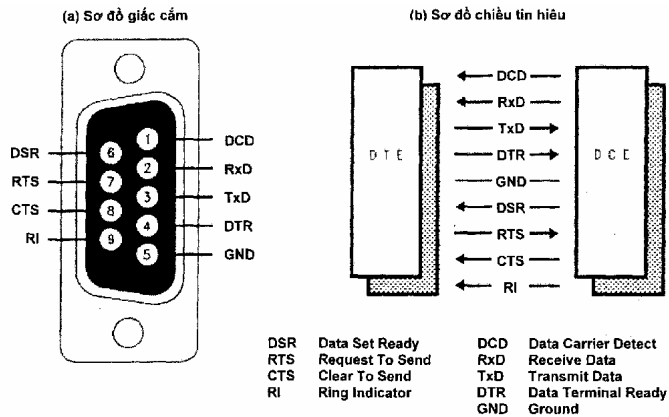 (a) Sơ đồ giấc cắm
(b) Sơ đồ chiều tin hiêu
1
2
3
4
5
6
7
8
9
DSR
RTS
CTS
RI
DCD
RxD
TxD
DTR
GND
DTE
DCD
RxD
TxD
DTR
GND
DSR
RTS
CTS
RI
DCE
DSR Data Set Ready
RTS Request To Send
CTS Clear To Send
RI Ring Indicator
DCD Data Carrier Detect
RxD Receive Data
TxD Transmit Data
DTR Data Terminal Ready
GND Ground